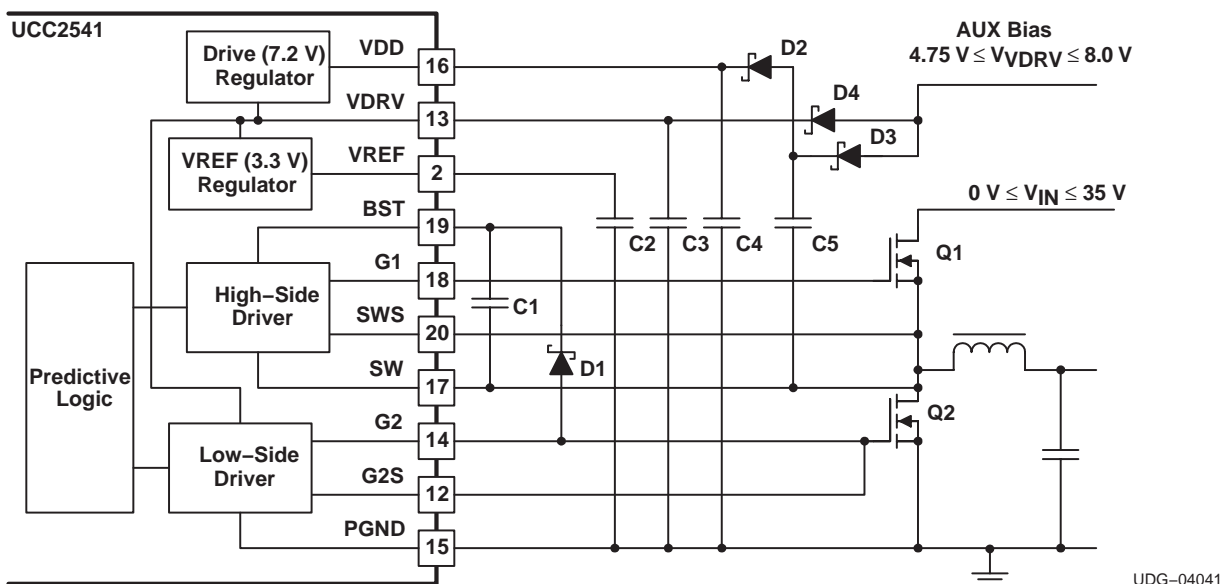 UCC2541
Drive (7.2 V)
Regulator
VDD
16
D2
AUX Bias
4.75 V ≤ VVDRV ≤ 8.0 V
VDRV
13
D4
D3
VREF (3.3 V)
Regulator
VREF
2
0 V ≤ VIN ≤ 35 V
BST
19
C2
C3
C4
C5
G1
18
Q1
High–Side
Driver
C1
SWS
20
Predictive
Logic
SW
17
D1
G2
14
Q2
Low–Side
Driver
G2S
12
PGND
15
UDG–04041